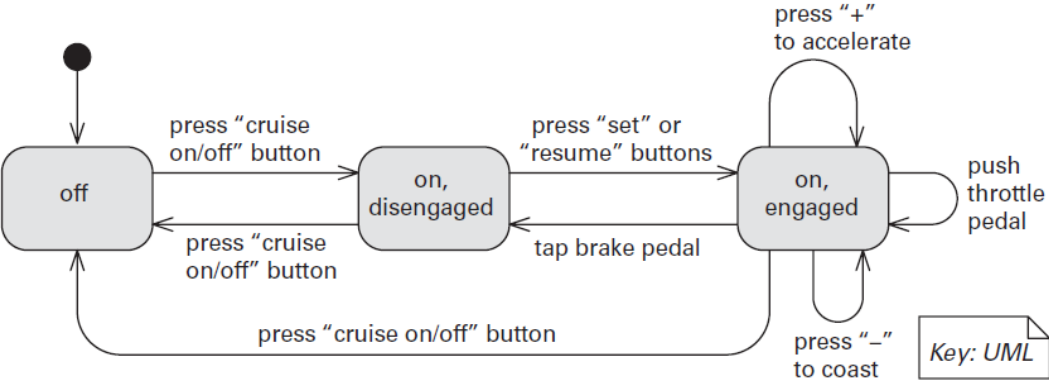 press “+”
to accelerate
press “cruise
on/off” button
press “set” or
“resume” buttons
off
on,
disengaged
on,
engaged
push
throttle
pedal
press “cruise
on/off” button
tap brake pedal
press “cruise on/off” button
press “–”
to coast
Key: UML